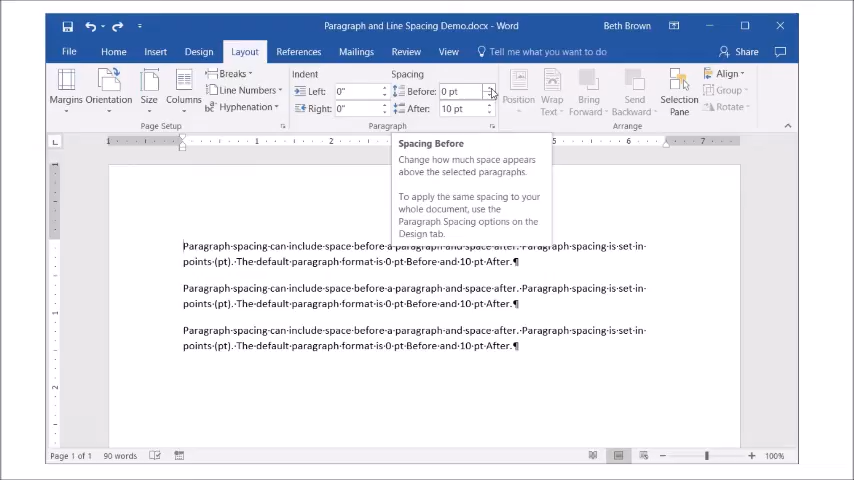 Paragraph and Line Spacing Demo.docx - Word
Beth Brown
File Home Insert Design Layout References Mailings Review View Tell me what you want to do Share
Margins
Orientation
Size
Columns
Breaks
Line Numbers
Hyphenation
Page Setup
Indent
Left: 0"
Right: 0"
Spacing
Before: 0 pt
After: 10 pt
Paragraph
Position
Wrap
Text
Bring
Forward
Send
Backward
Selection
Pane
Align
Group
Rotate
Arrange
1 1 2 5 6 7
Spacing Before
Change how much space appears
above the selected paragraphs.
To apply the same spacing to your
whole document, use the
Paragraph Spacing options on the
Design tab.
Paragraph·spacing·can·include·space·before·a·paragraph·and·space·after.·Paragraph·spacing·is·set·in·
points·(pt).·The·default·paragraph·format·is·0·pt·Before·and·10·pt·After.¶
Paragraph·spacing·can·include·space·before·a·paragraph·and·space·after.·Paragraph·spacing·is·set·in·
points·(pt).·The·default·paragraph·format·is·0·pt·Before·and·10·pt·After.¶
Paragraph·spacing·can·include·space·before·a·paragraph·and·space·after.·Paragraph·spacing·is·set·in·
points·(pt).·The·default·paragraph·format·is·0·pt·Before·and·10·pt·After.¶
1
1
2
Page 1 of 1 90 words 100%